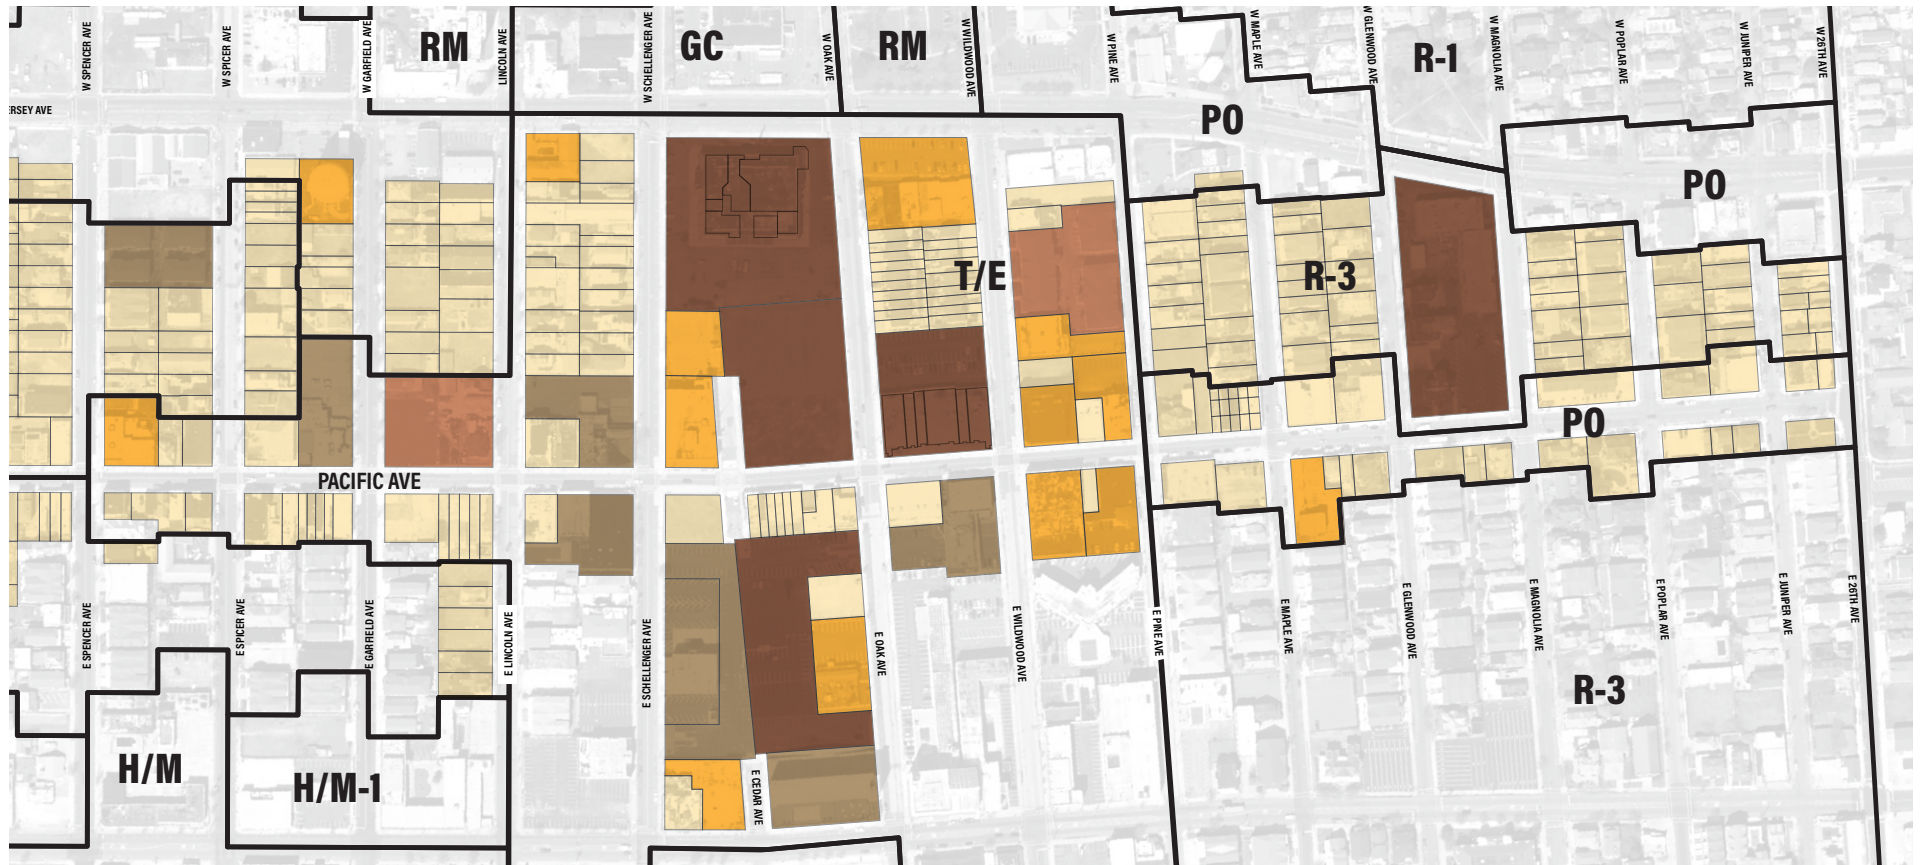 W SPENCER AVE
W SPICER AVE
W GARFIELD AVE
RM
LINCOLN AVE
W SCHELLENGER AVE
GC
W OAK AVE
RM
W WILDWOOD AVE
W PINE AVE
W MAPLE AVE
W GLENWOOD AVE
R-1
W MAGNOLIA AVE
W POPLAR AVE
W JUNIPER AVE
W 26TH AVE
ERSEY AVE
PO
PO
T/E
R-3
PO
PACIFIC AVE
E SPENCER AVE
E SPICER AVE
E GARFIELD AVE
E LINCOLN AVE
E SCHELLENGER AVE
E OAK AVE
E WILDWOOD AVE
E PINE AVE
E MAPLE AVE
E GLENWOOD AVE
E MAGNOLIA AVE
E POPLAR AVE
E JUNIPER AVE
E 26TH AVE
R-3
H/M
H/M-1
E CEDAR AVE